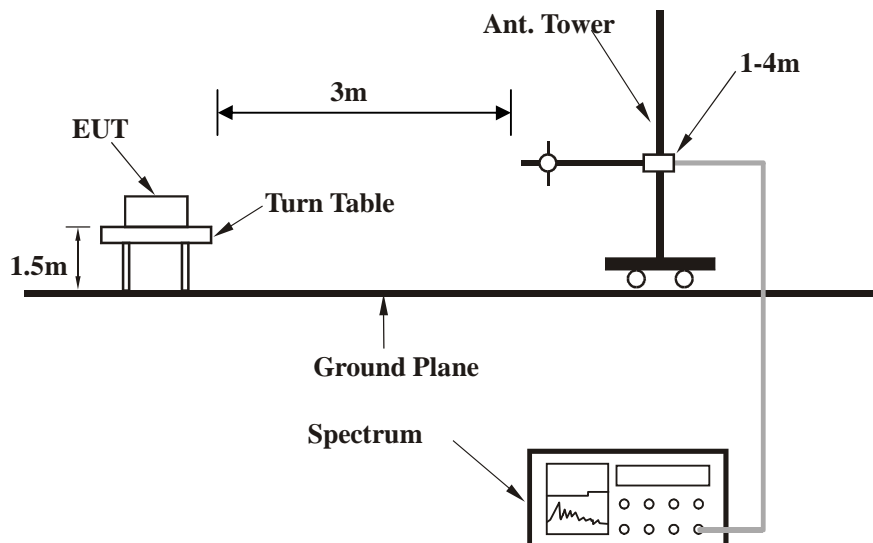 Ant. Tower
1-4m
3m
EUT
Turn Table
1.5m
Ground Plane
Spectrum